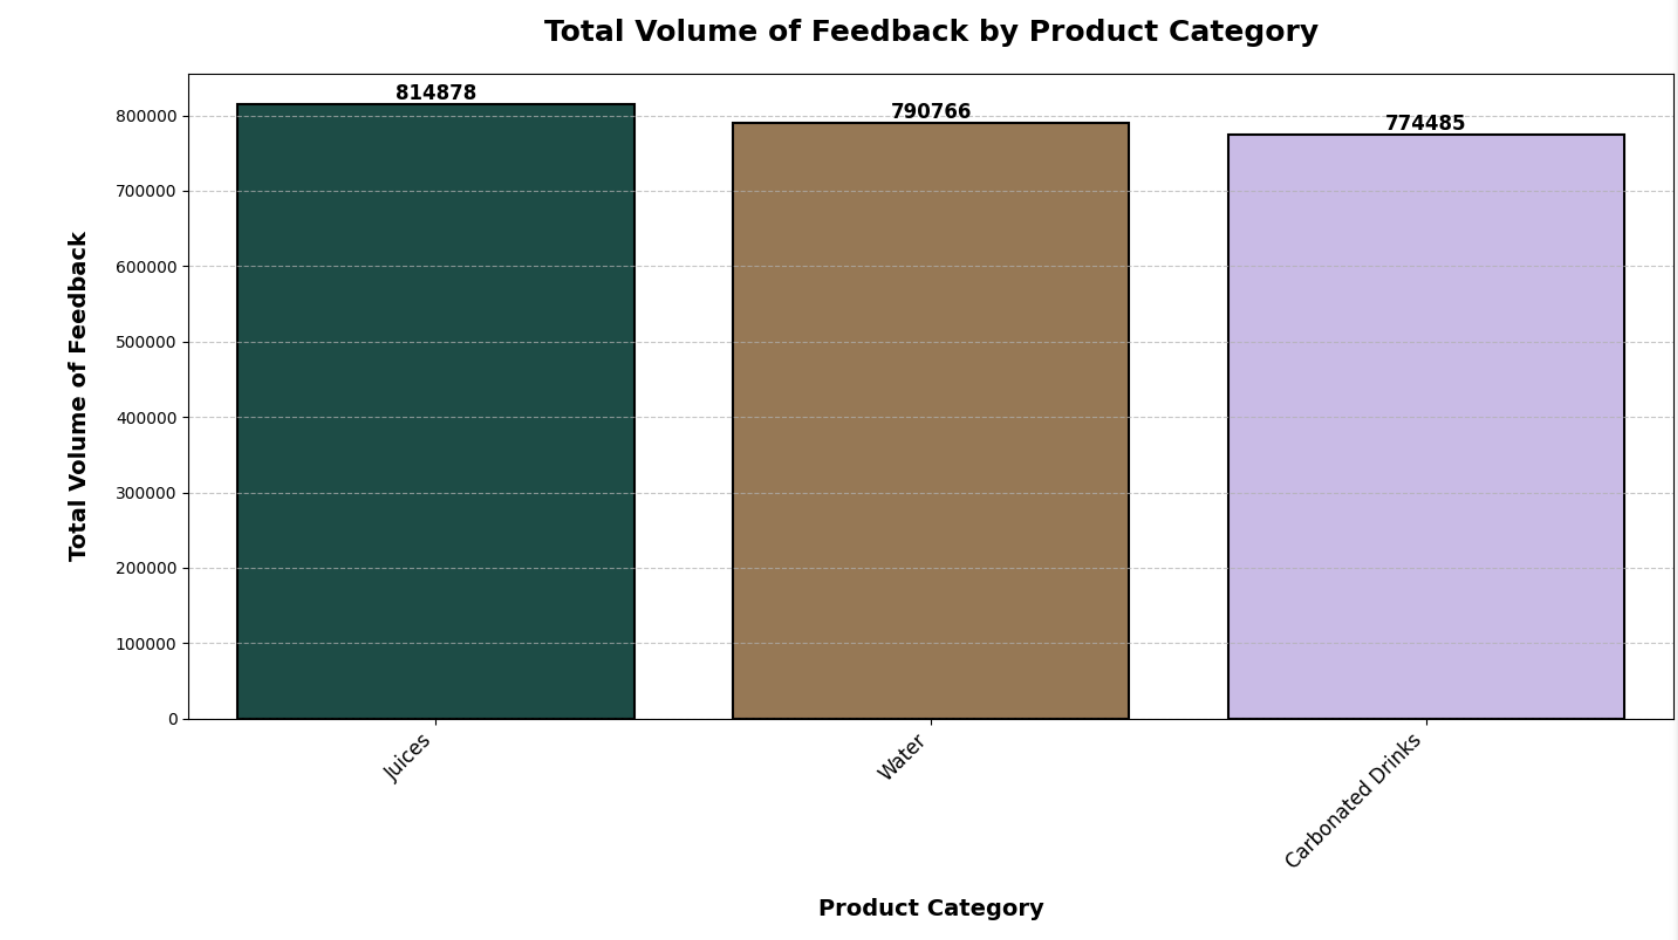 Total Volume of Feedback by Product Category
814878
790766
774485
800000
700000
600000
500000
400000
300000
200000
100000
0
Total Volume of Feedback
Juices
Water
Carbonated Drinks
Product Category